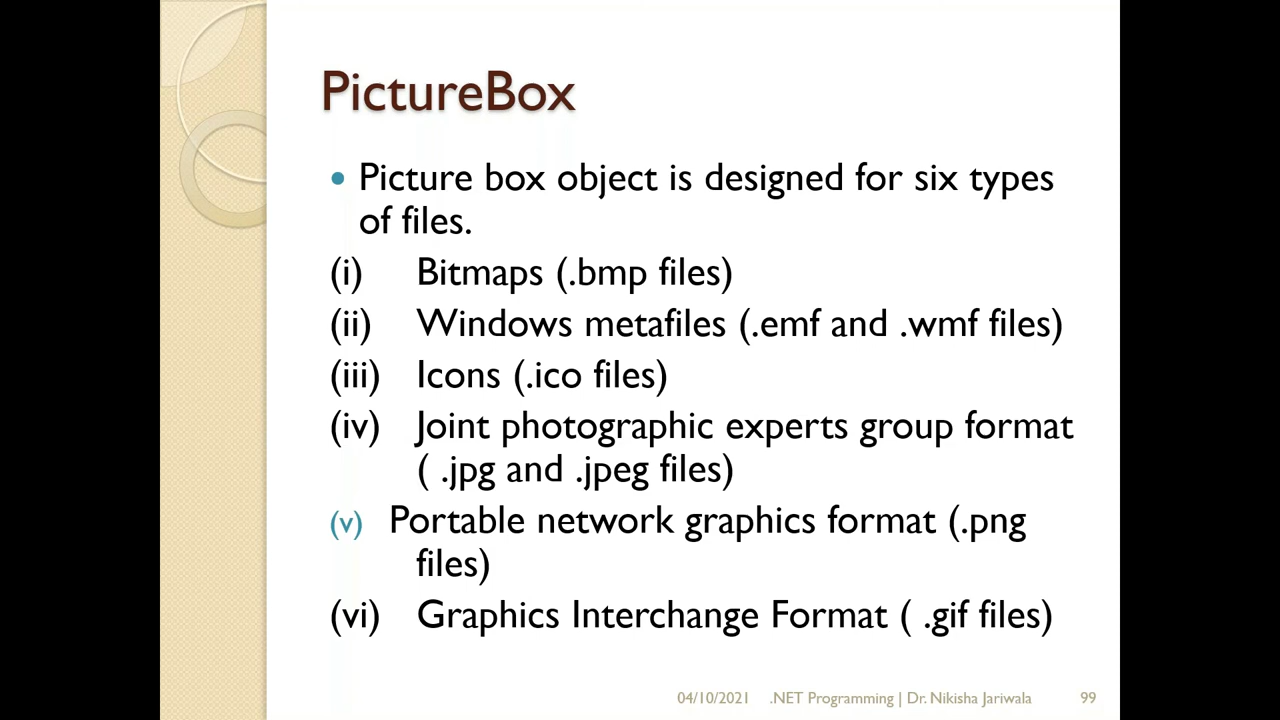 PictureBox
• Picture box object is designed for six types
of files.
(i) Bitmaps (.bmp files)
(ii) Windows metafiles (.emf and .wmf files)
(iii) Icons (.ico files)
(iv) Joint photographic experts group format
( .jpg and .jpeg files)
(v) Portable network graphics format (.png
files)
(vi) Graphics Interchange Format ( .gif files)
04/10/2021 .NET Programming | Dr. Nikisha Jariwala 99